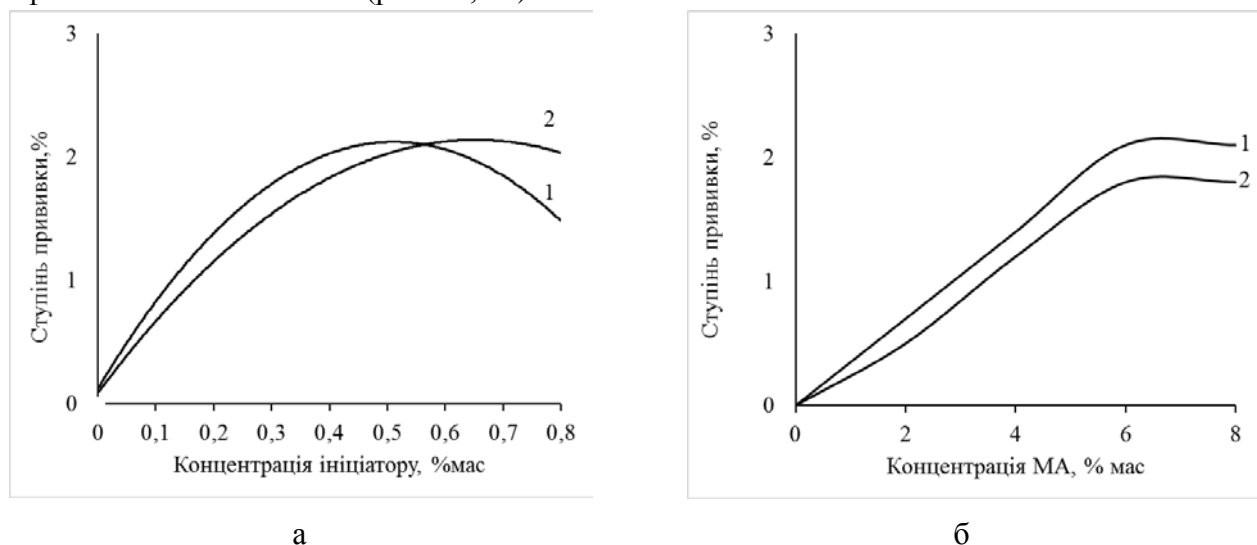 3
2
1
0
2
1
Ступінь прививки,%
0 0,1 0,2 0,3 0,4 0,5 0,6 0,7 0,8
Концентрація ініціатору, %мас
а
3
2
1
0
1
2
Ступінь прививки, %
0 2 4 6 8
Концентрація МА, % мас
б